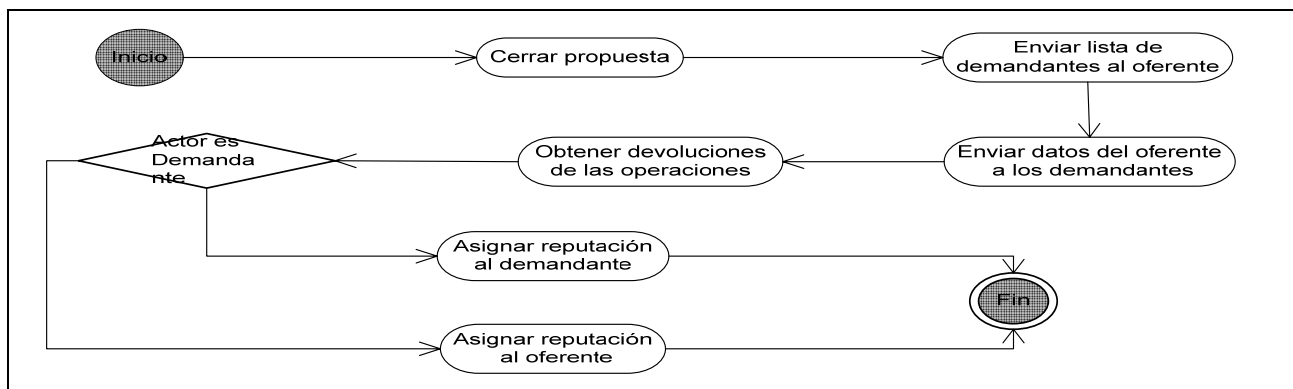 Inicio
Cerrar propuesta
Enviar lista de
demandantes al oferente
Actor es
Demanda
nte
Obtener devoluciones
de las operaciones
Enviar datos del oferente
a los demandantes
Asignar reputación
al demandante
Fin
Asignar reputación
al oferente